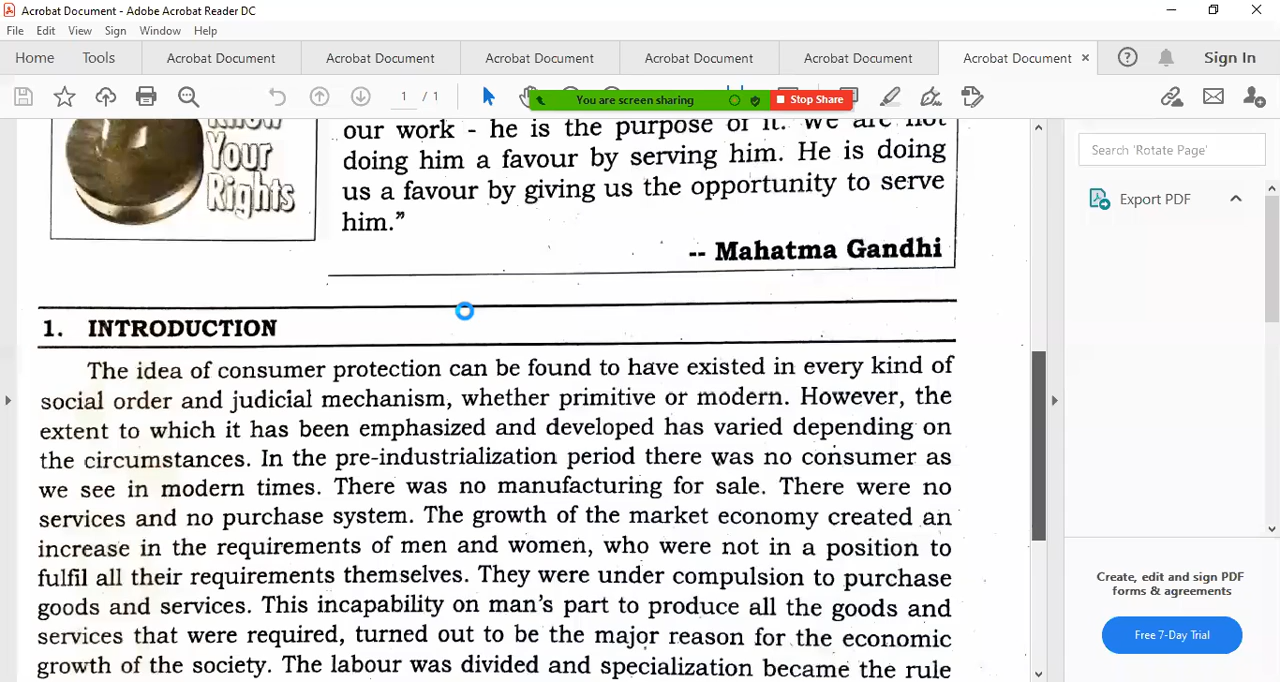 Acrobat Document - Adobe Acrobat Reader DC
File Edit View Sign Window Help
Home Tools Acrobat Document Acrobat Document Acrobat Document Acrobat Document Acrobat Document Acrobat Document × ? Sign In
1 / 1
You are screen sharing Stop Share
Search 'Rotate Page'
Export PDF
Know
Your
Rights
our work - he is the purpose of it. We are not
doing him a favour by serving him. He is doing
us a favour by giving us the opportunity to serve
him.”
-- Mahatma Gandhi
1. INTRODUCTION
The idea of consumer protection can be found to have existed in every kind of
social order and judicial mechanism, whether primitive or modern. However, the
extent to which it has been emphasized and developed has varied depending on
the circumstances. In the pre-industrialization period there was no consumer as
we see in modern times. There was no manufacturing for sale. There were no
services and no purchase system. The growth of the market economy created an
increase in the requirements of men and women, who were not in a position to
fulfil all their requirements themselves. They were under compulsion to purchase
goods and services. This incapability on man's part to produce all the goods and
services that were required, turned out to be the major reason for the economic
growth of the society. The labour was divided and specialization became the rule
Create, edit and sign PDF
forms & agreements
Free 7-Day Trial